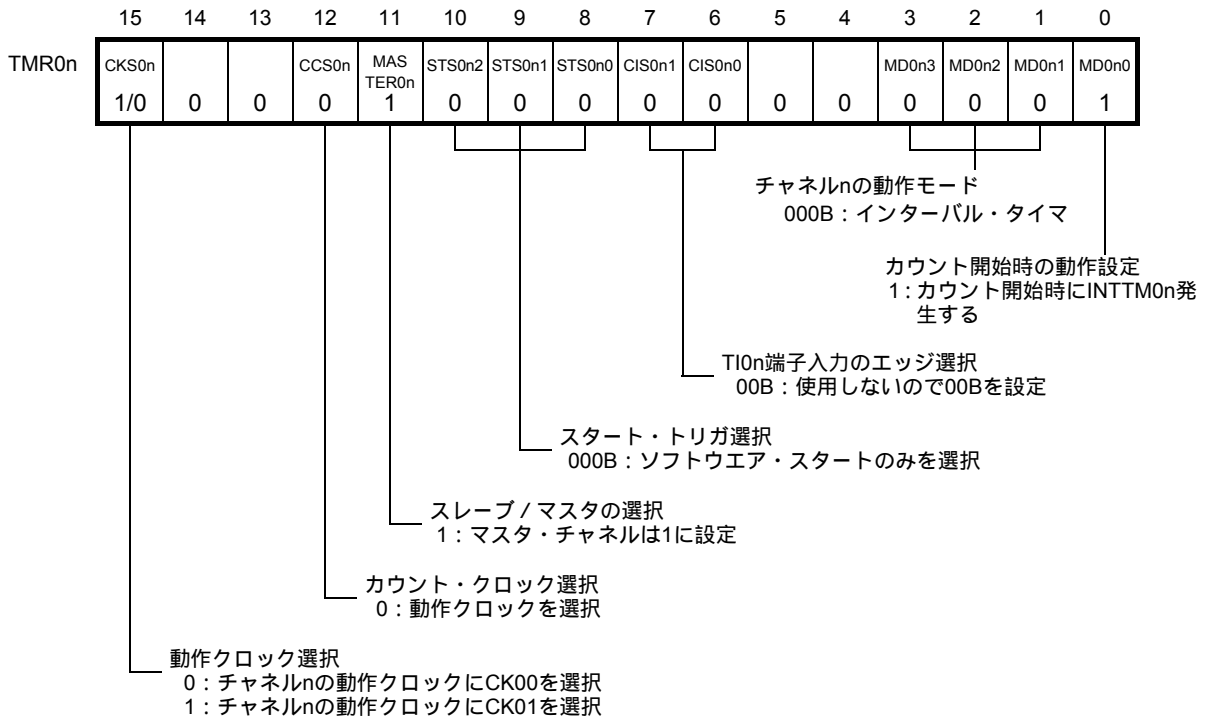 15 14 13 12 11 10 9 8 7 6 5 4 3 2 1 0
TMR0n CKS0n CCS0n MAS TER0n STS0n2 STS0n1 STS0n0 CIS0n1 CIS0n0 MD0n3 MD0n2 MD0n1 MD0n0
1/0 0 0 0 1 0 0 0 0 0 0 0 0 0 0 1
チャネルnの動作モード
000B：インターバル・タイマ
カウント開始時の動作設定
1：カウント開始時にINTTM0n発
生する
TI0n端子入力のエッジ選択
00B：使用しないので00Bを設定
スタート・トリガ選択
000B：ソフトウエア・スタートのみを選択
スレーブ／マスタの選択
1：マスタ・チャネルは1に設定
カウント・クロック選択
0：動作クロックを選択
動作クロック選択
0：チャネルnの動作クロックにCK00を選択
1：チャネルnの動作クロックにCK01を選択